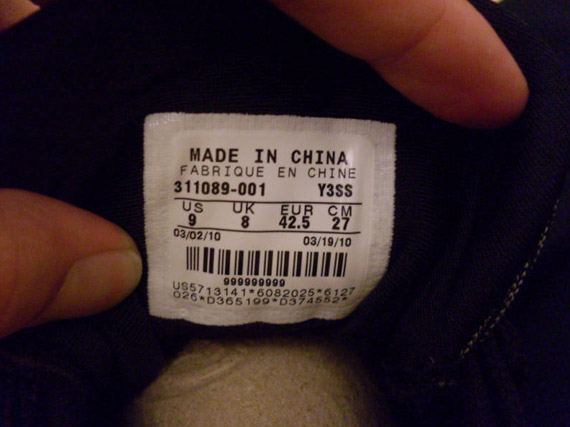 MADE IN CHINA
FABRIQUE EN CHINE
311089-001 Y3SS
US UK EUR CM
9 8 42.5 27
03/02/10 03/19/10
999999999
US5713141*6082025*6127
026*D365199*D374552*